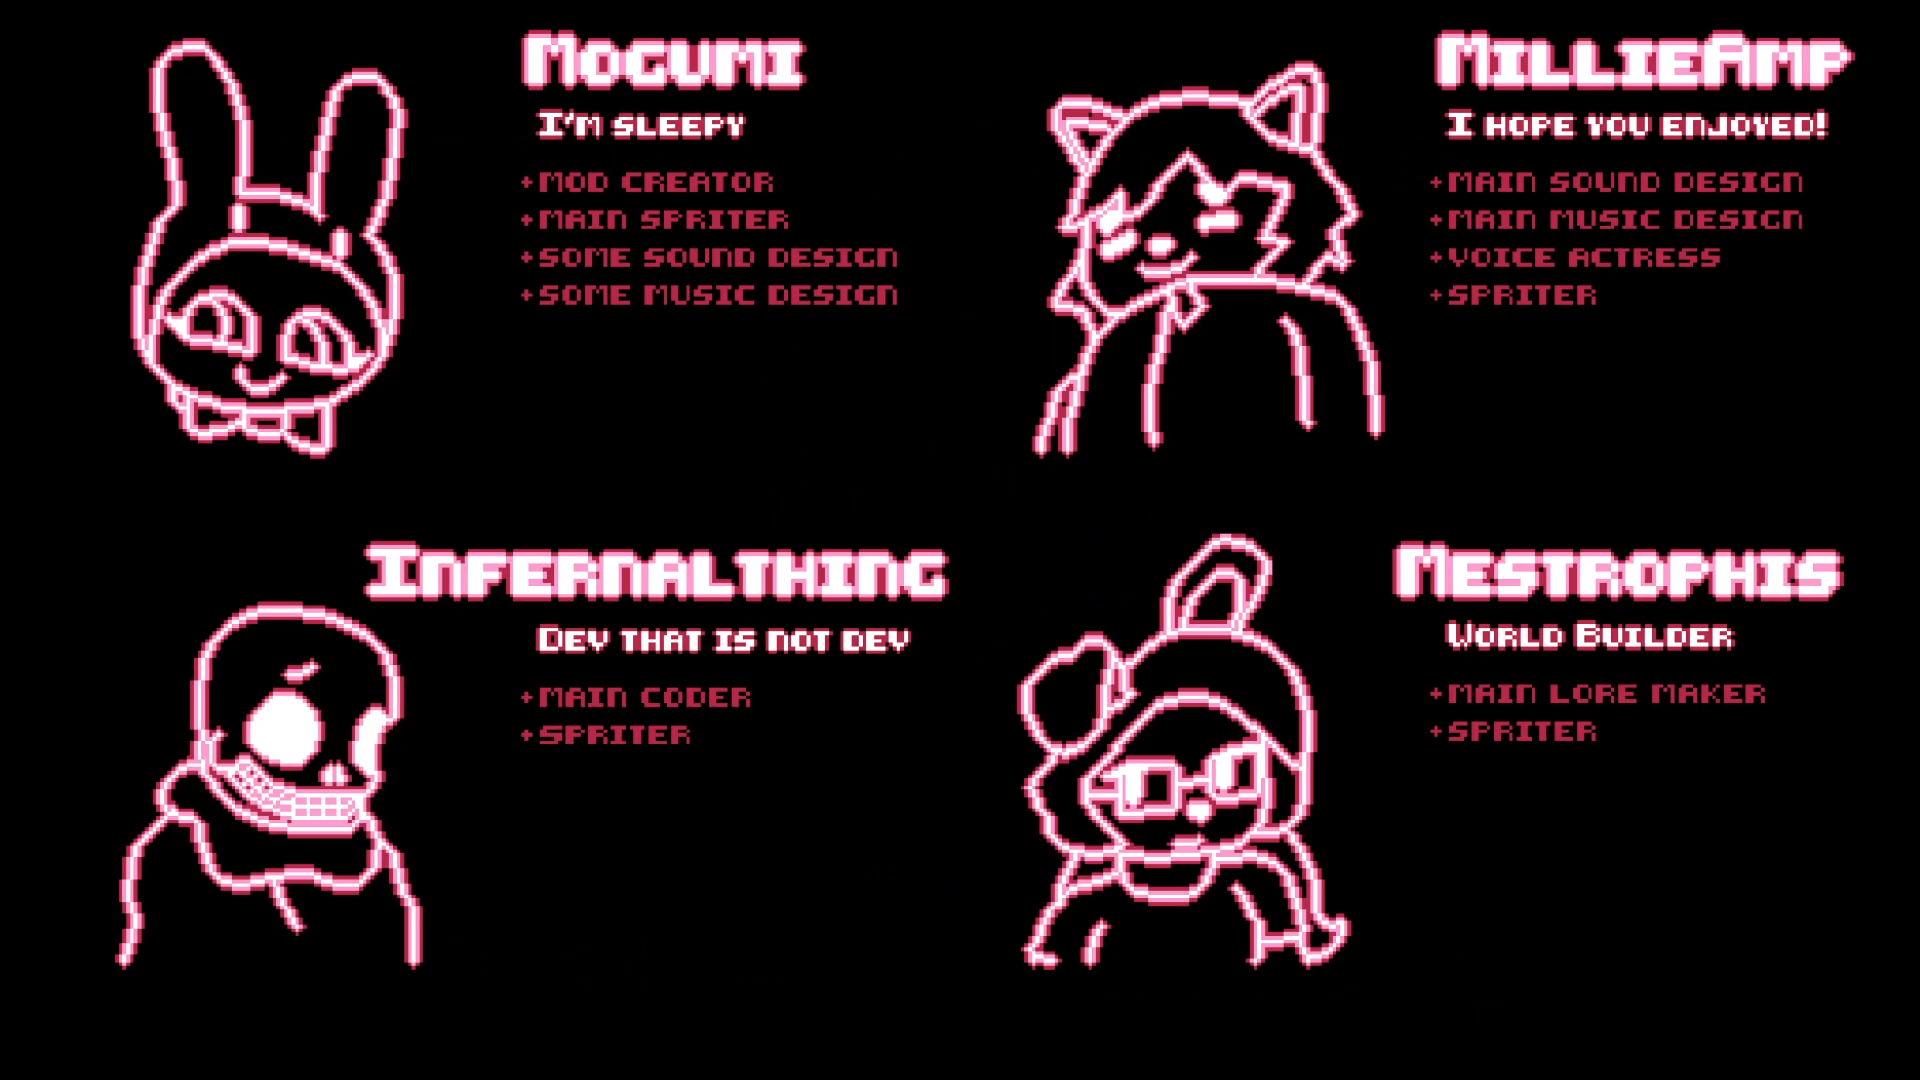 Mogumi
I'm sleepy
+Mod Creator
+Main Spriter
+Some Sound Design
+Some Music Design
MillieAmp
I hope you enjoyed!
+Main Sound Design
+Main Music Design
+Voice Actress
+Spriter
Infernalthing
Dev that is not dev
+Main Coder
+Spriter
Mestrophis
World Builder
+Main Lore Maker
+Spriter